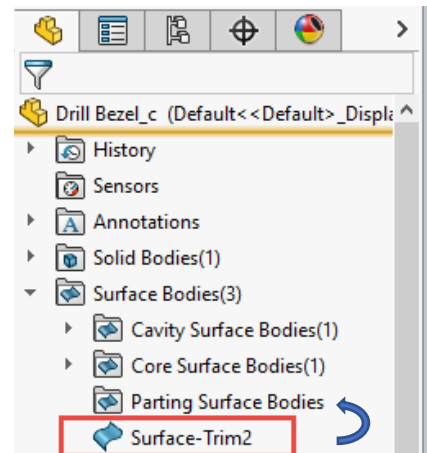 Drill Bezel_c (Default<<Default>_Displa
History
Sensors
A Annotations
Solid Bodies(1)
Surface Bodies(3)
Cavity Surface Bodies(1)
Core Surface Bodies(1)
Parting Surface Bodies
Surface-Trim2